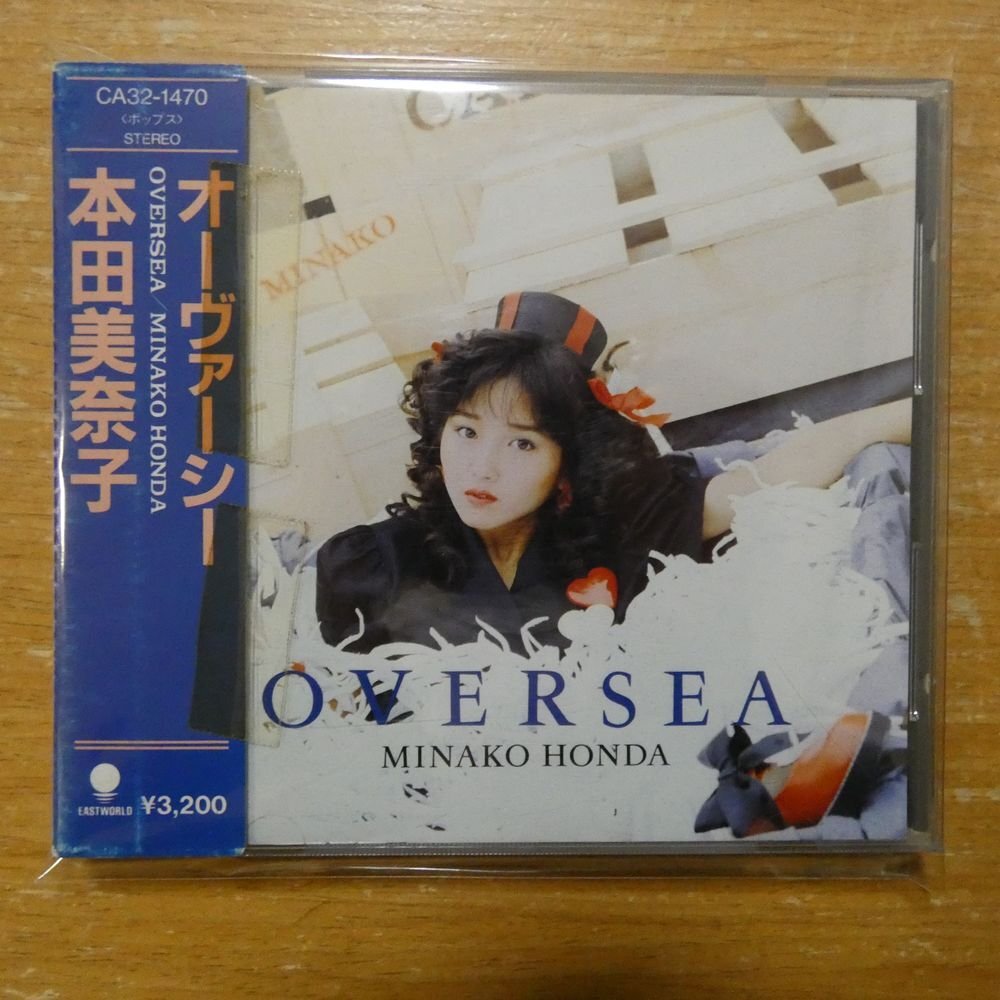 CA32-1470
〈ポップス〉
STEREO
オーヴァーシー
OVERSEA／MINAKO HONDA
本田美奈子
EASTWORLD
¥3,200
MINAKO
OVERSEA
MINAKO HONDA